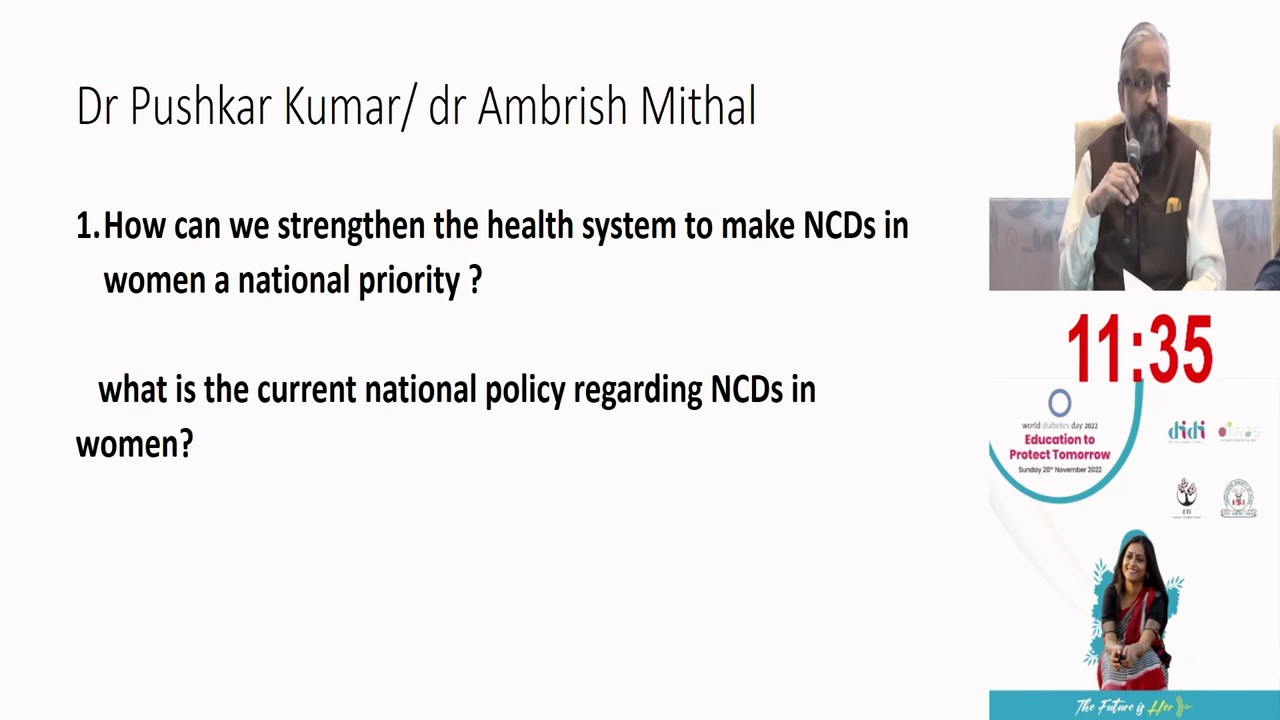 Dr Pushkar Kumar/ dr Ambrish Mithal
1. How can we strengthen the health system to make NCDs in
women a national priority ?
what is the current national policy regarding NCDs in
women?
11:35
world diabetes day 2022
Education to
Protect Tomorrow
Sunday 20th November 2022
didi
The Future is Her